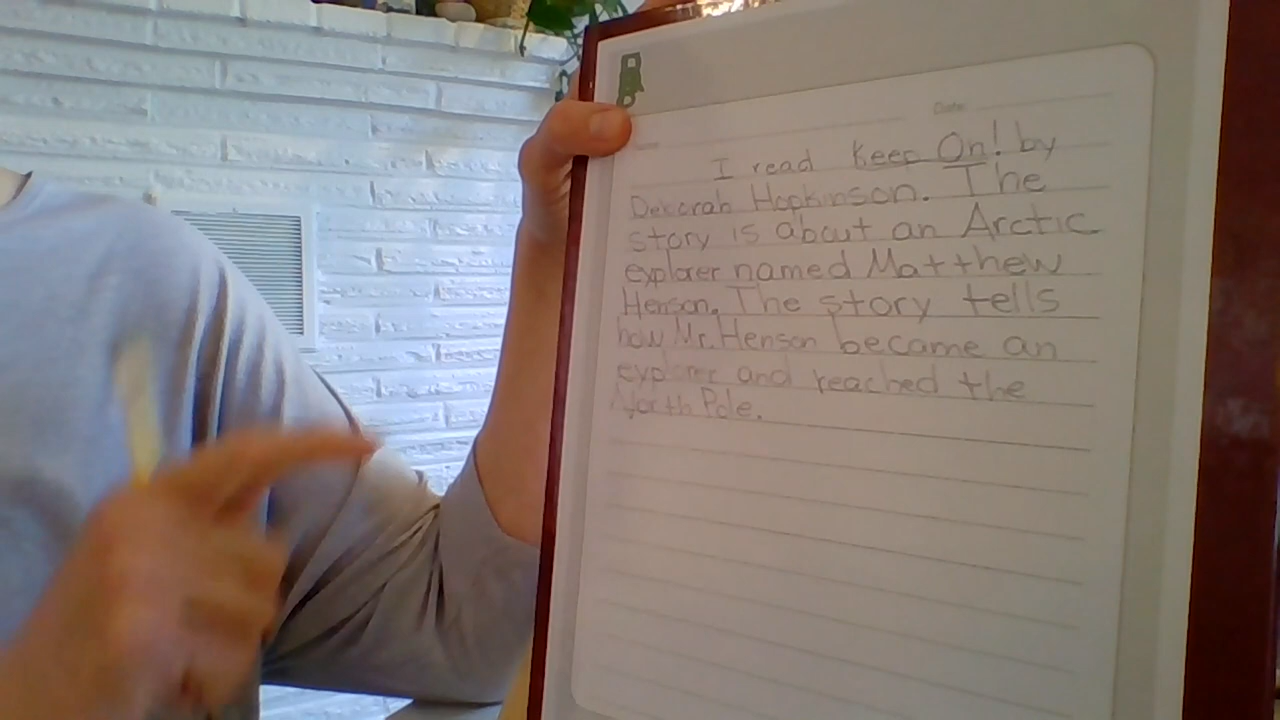 Date:
I read Keep On! by
Deborah Hopkinson. The
story is about an Arctic
explorer named Matthew
Henson. The story tells
how Mr. Henson became an
explorer and reached the
North Pole.